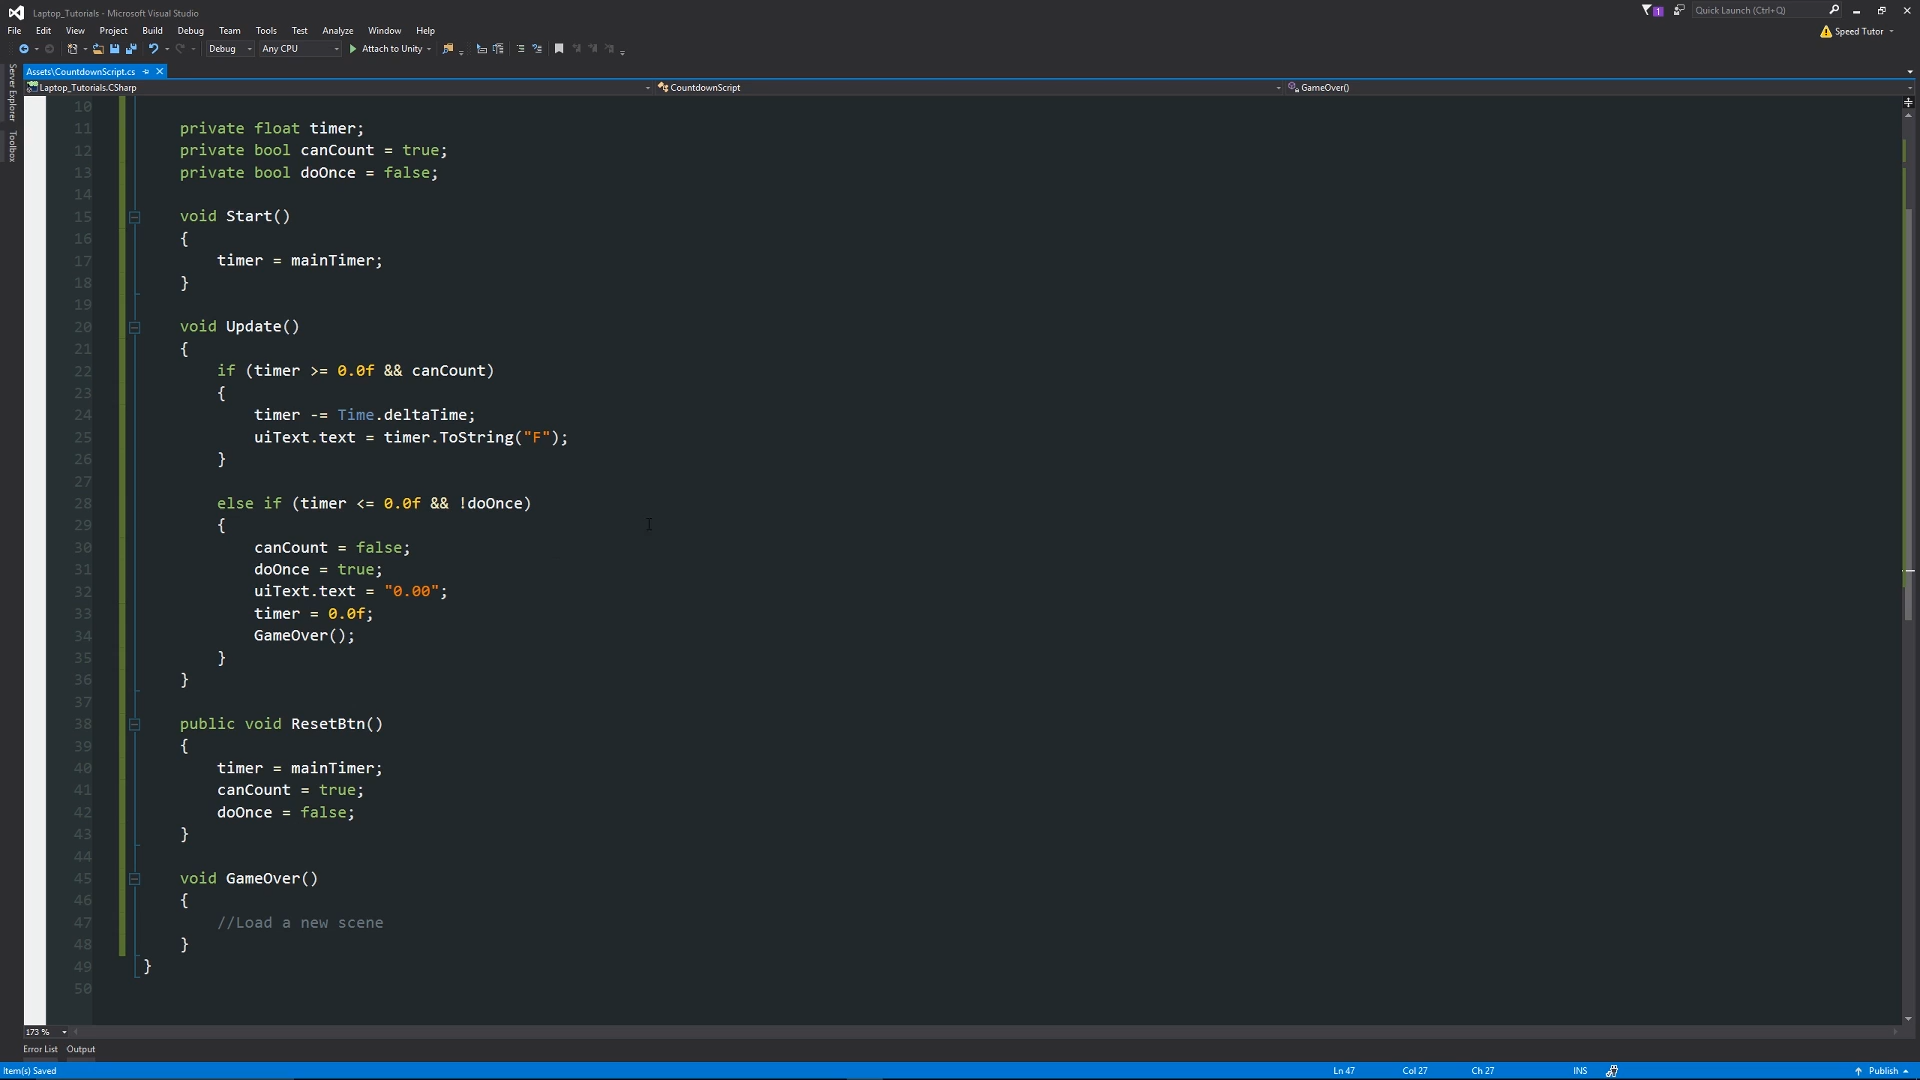 Laptop_Tutorials - Microsoft Visual Studio
1
Quick Launch (Ctrl+Q)
File Edit View Project Build Debug Team Tools Test Analyze Window Help
Speed Tutor
Debug Any CPU Attach to Unity
Server Explorer
Toolbox
Assets\CountdownScript.cs
Laptop_Tutorials.CSharp CountdownScript GameOver()
10
11 private float timer;
12 private bool canCount = true;
13 private bool doOnce = false;
14
15 void Start()
16 {
17 timer = mainTimer;
18 }
19
20 void Update()
21 {
22 if (timer >= 0.0f && canCount)
23 {
24 timer -= Time.deltaTime;
25 uiText.text = timer.ToString("F");
26 }
27
28 else if (timer <= 0.0f && !doOnce)
29 {
30 canCount = false;
31 doOnce = true;
32 uiText.text = "0.00";
33 timer = 0.0f;
34 GameOver();
35 }
36 }
37
38 public void ResetBtn()
39 {
40 timer = mainTimer;
41 canCount = true;
42 doOnce = false;
43 }
44
45 void GameOver()
46 {
47 //Load a new scene
48 }
49 }
50
173 %
Error List Output
Item(s) Saved Ln 47 Col 27 Ch 27 INS Publish